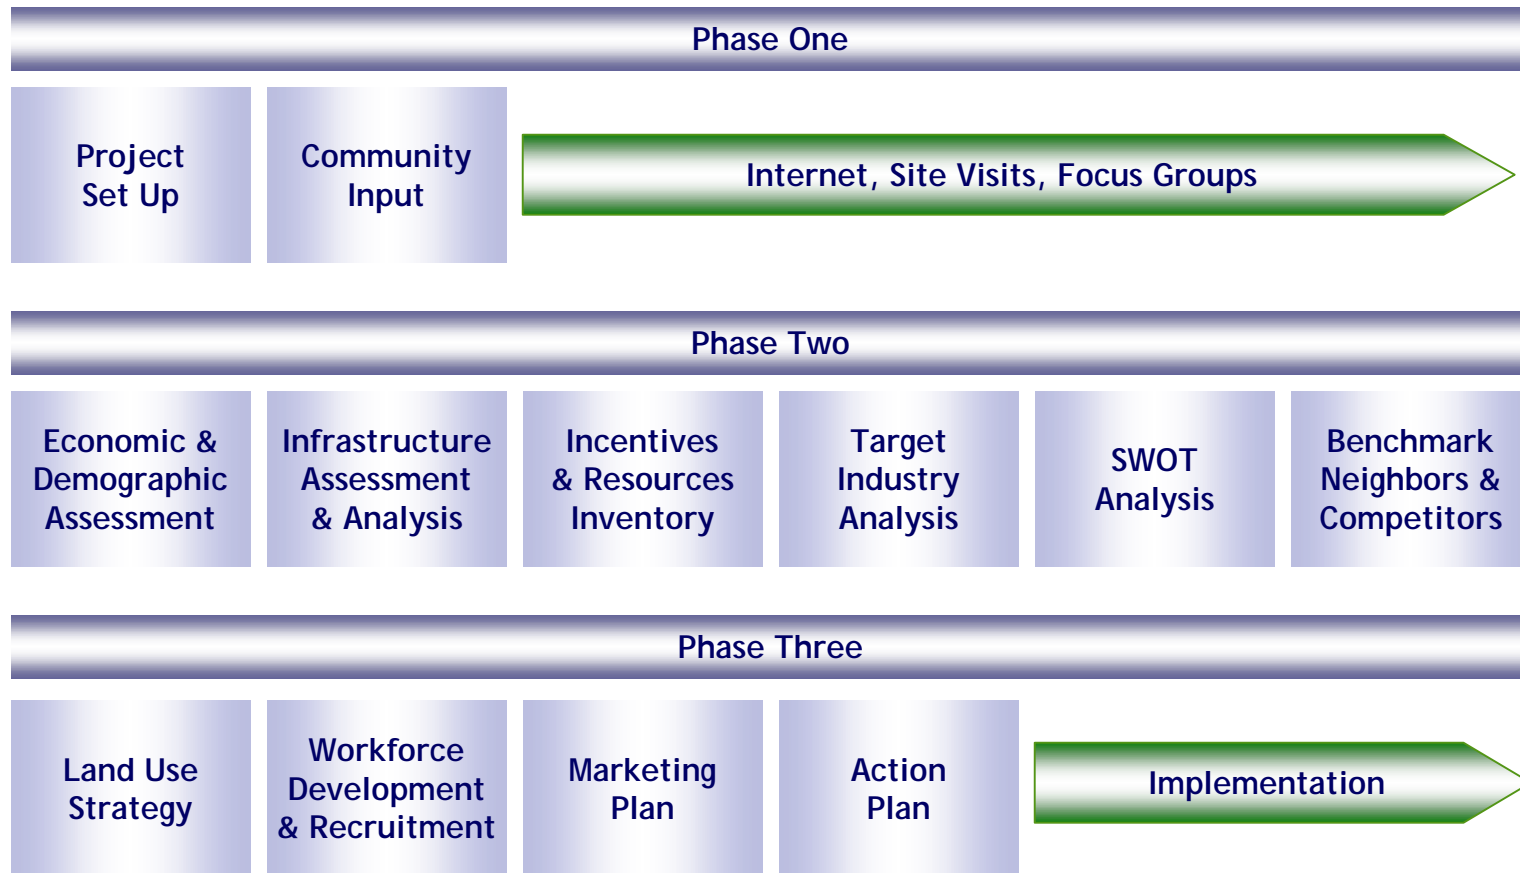 Phase One
Project
Set Up
Community
Input
Internet, Site Visits, Focus Groups
Phase Two
Economic &
Demographic
Assessment
Infrastructure
Assessment
& Analysis
Incentives
& Resources
Inventory
Target
Industry
Analysis
SWOT
Analysis
Benchmark
Neighbors &
Competitors
Phase Three
Land Use
Strategy
Workforce
Development
& Recruitment
Marketing
Plan
Action
Plan
Implementation